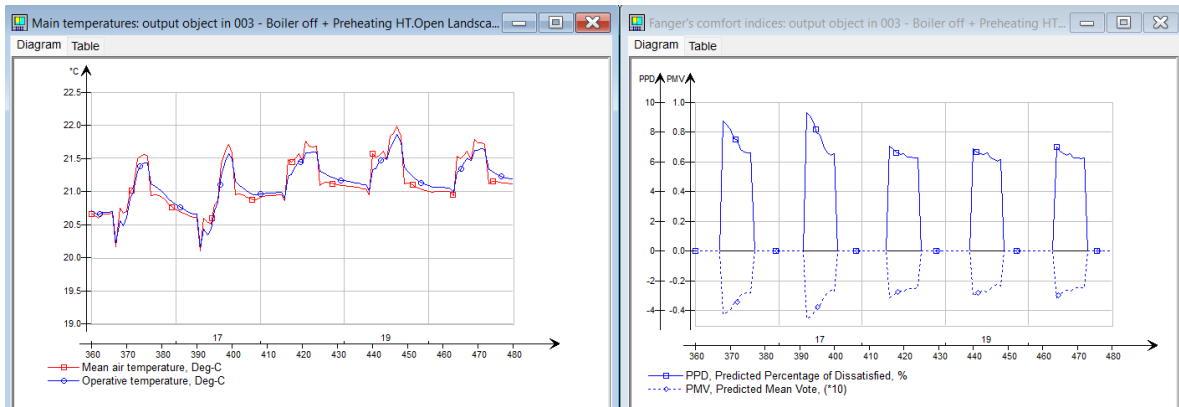 Main temperatures: output object in 003 - Boiler off + Preheating HT.Open Landsca...
Diagram Table
°C
22.5
22.0
21.5
21.0
20.5
20.0
19.5
19.0
17 19
360 370 380 390 400 410 420 430 440 450 460 470 480
Mean air temperature, Deg-C
Operative temperature, Deg-C
Fanger's comfort indices: output object in 003 - Boiler off + Preheating HT....
Diagram Table
PPD PMV
10 1.0
8 0.8
6 0.6
4 0.4
2 0.2
0 0.0
-2 -0.2
-4 -0.4
17 19
360 370 380 390 400 410 420 430 440 450 460 470 480
PPD, Predicted Percentage of Dissatisfied, %
PMV, Predicted Mean Vote, (*10)